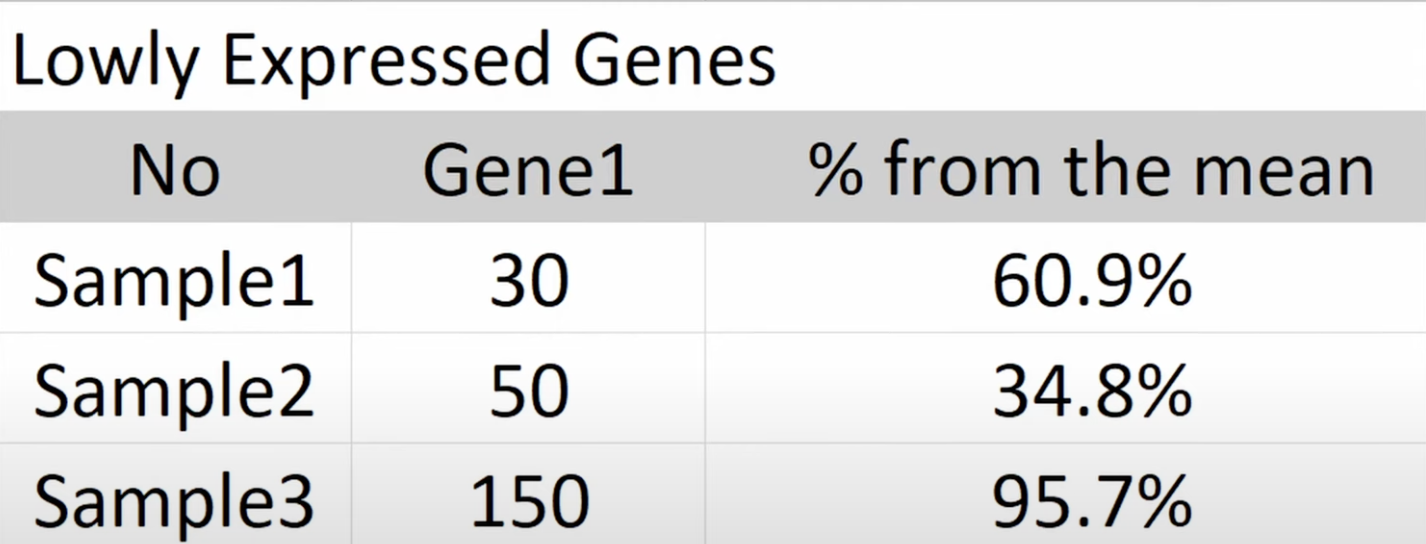 Lowly Expressed Genes
No Gene1 % from the mean
Sample1 30 60.9%
Sample2 50 34.8%
Sample3 150 95.7%